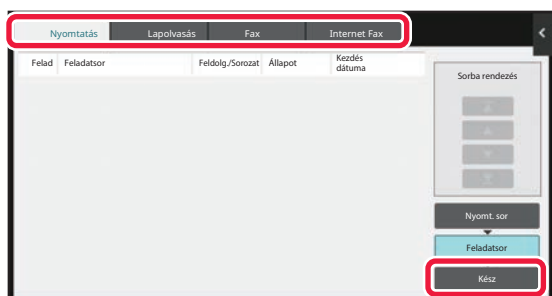 Nyomtatás Lapolvasás Fax Internet Fax
Felad Feladatsor Feldolg./Sorozat Állapot Kezdés
dátuma
Sorba rendezés
Nyomt. sor
Feladatsor
Kész